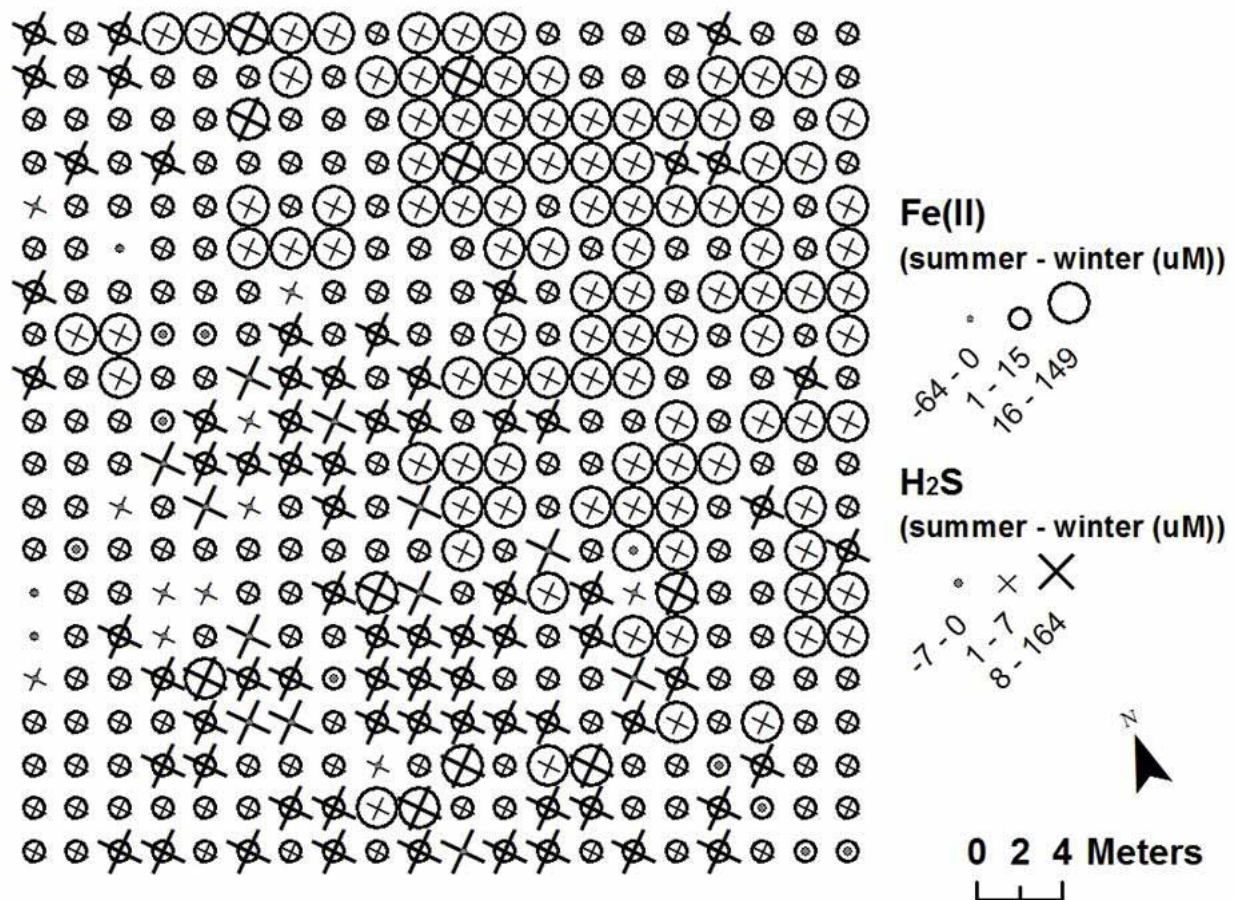 Fe(II)
(summer - winter (uM))
-64 - 0
1 - 15
16 - 149
H2S
(summer - winter (uM))
-7 - 0
1 - 7
8 - 164
N
0 2 4 Meters